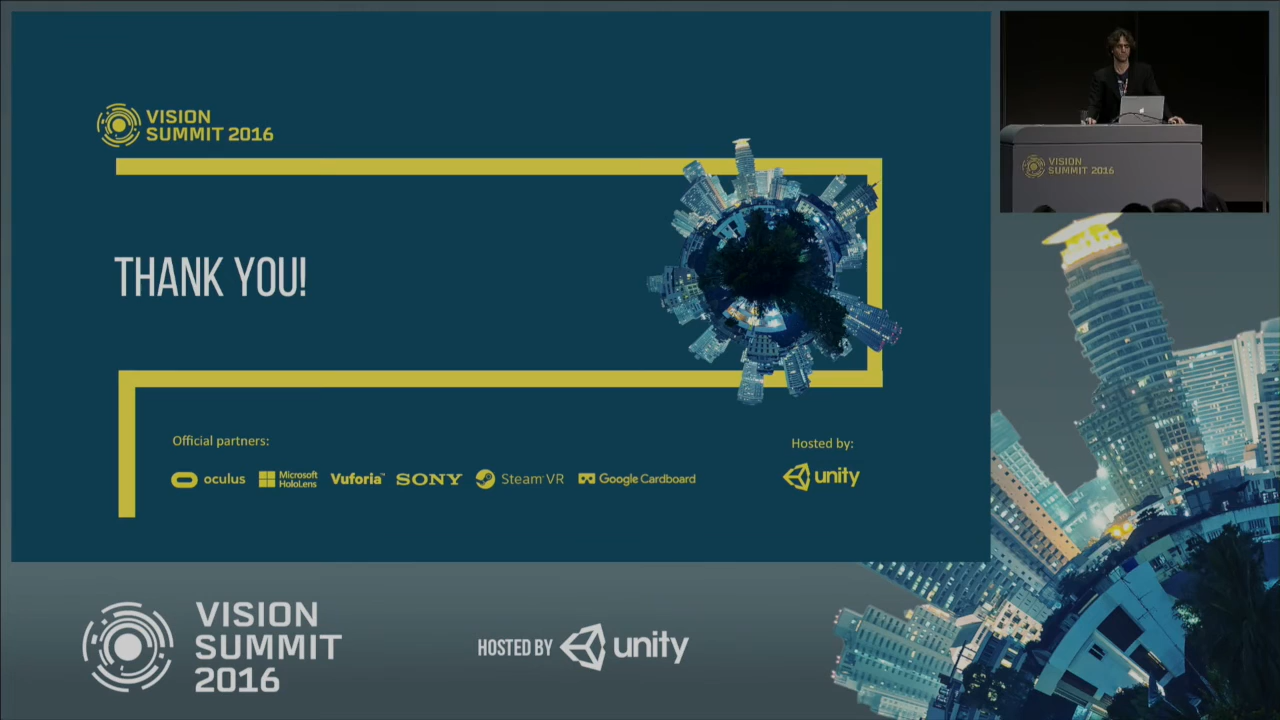 VISION
SUMMIT 2016
THANK YOU!
Official partners:
oculus
Microsoft
HoloLens
Vuforia™
SONY
Steam VR
Google Cardboard
Hosted by:
unity
VISION
SUMMIT 2016
VISION
SUMMIT
2016
HOSTED BY unity